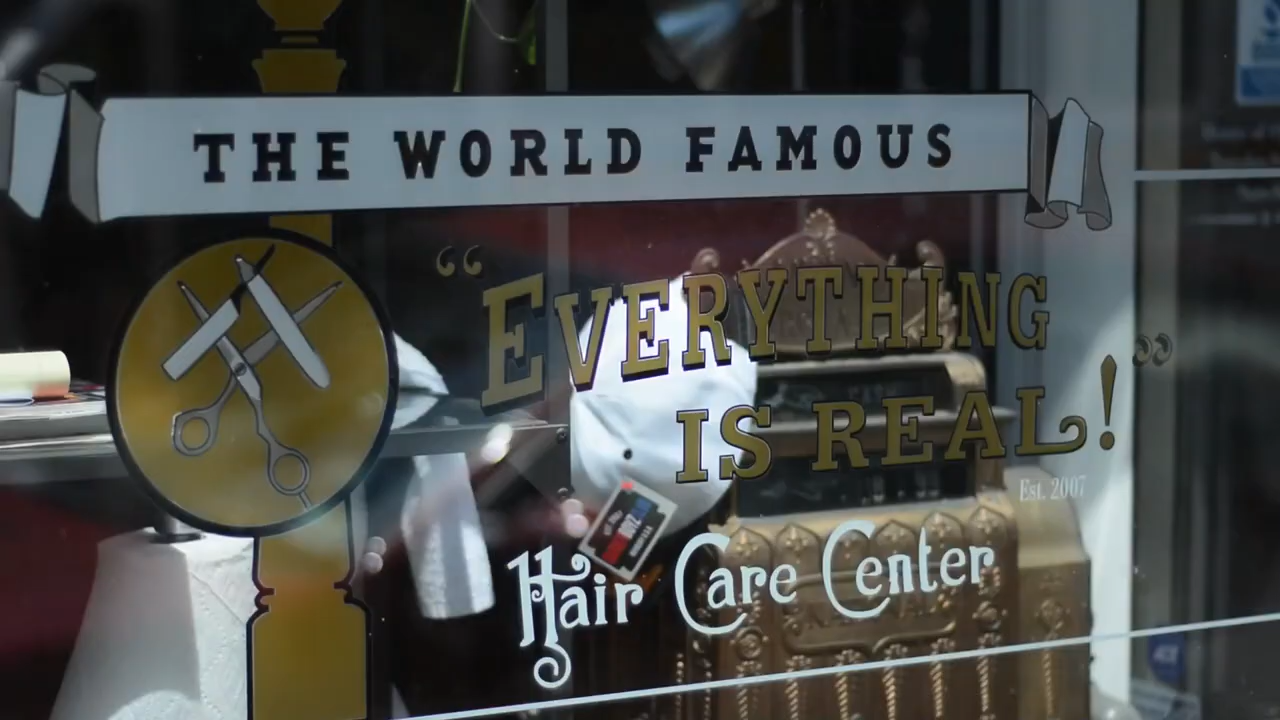 THE WORLD FAMOUS
“EVERYTHING
IS REAL!”
Est. 2007
Hair Care Center